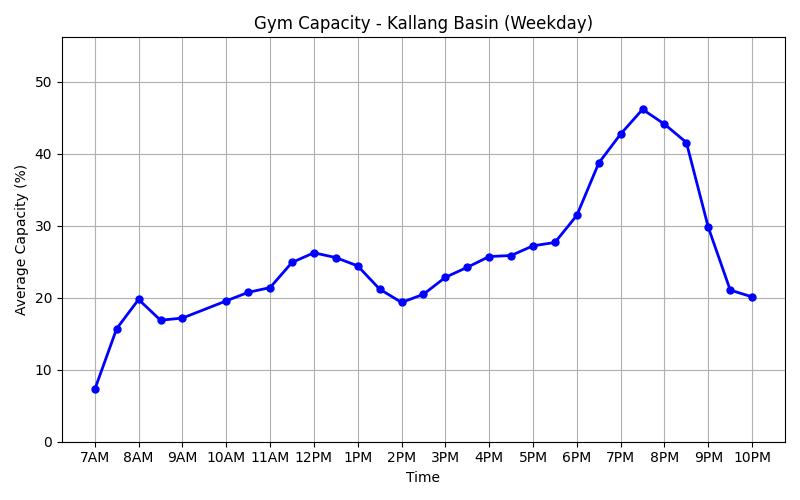 Gym Capacity - Kallang Basin (Weekday)
Average Capacity (%)
50
40
30
20
10
0
7AM 8AM 9AM 10AM 11AM 12PM 1PM 2PM 3PM 4PM 5PM 6PM 7PM 8PM 9PM 10PM
Time